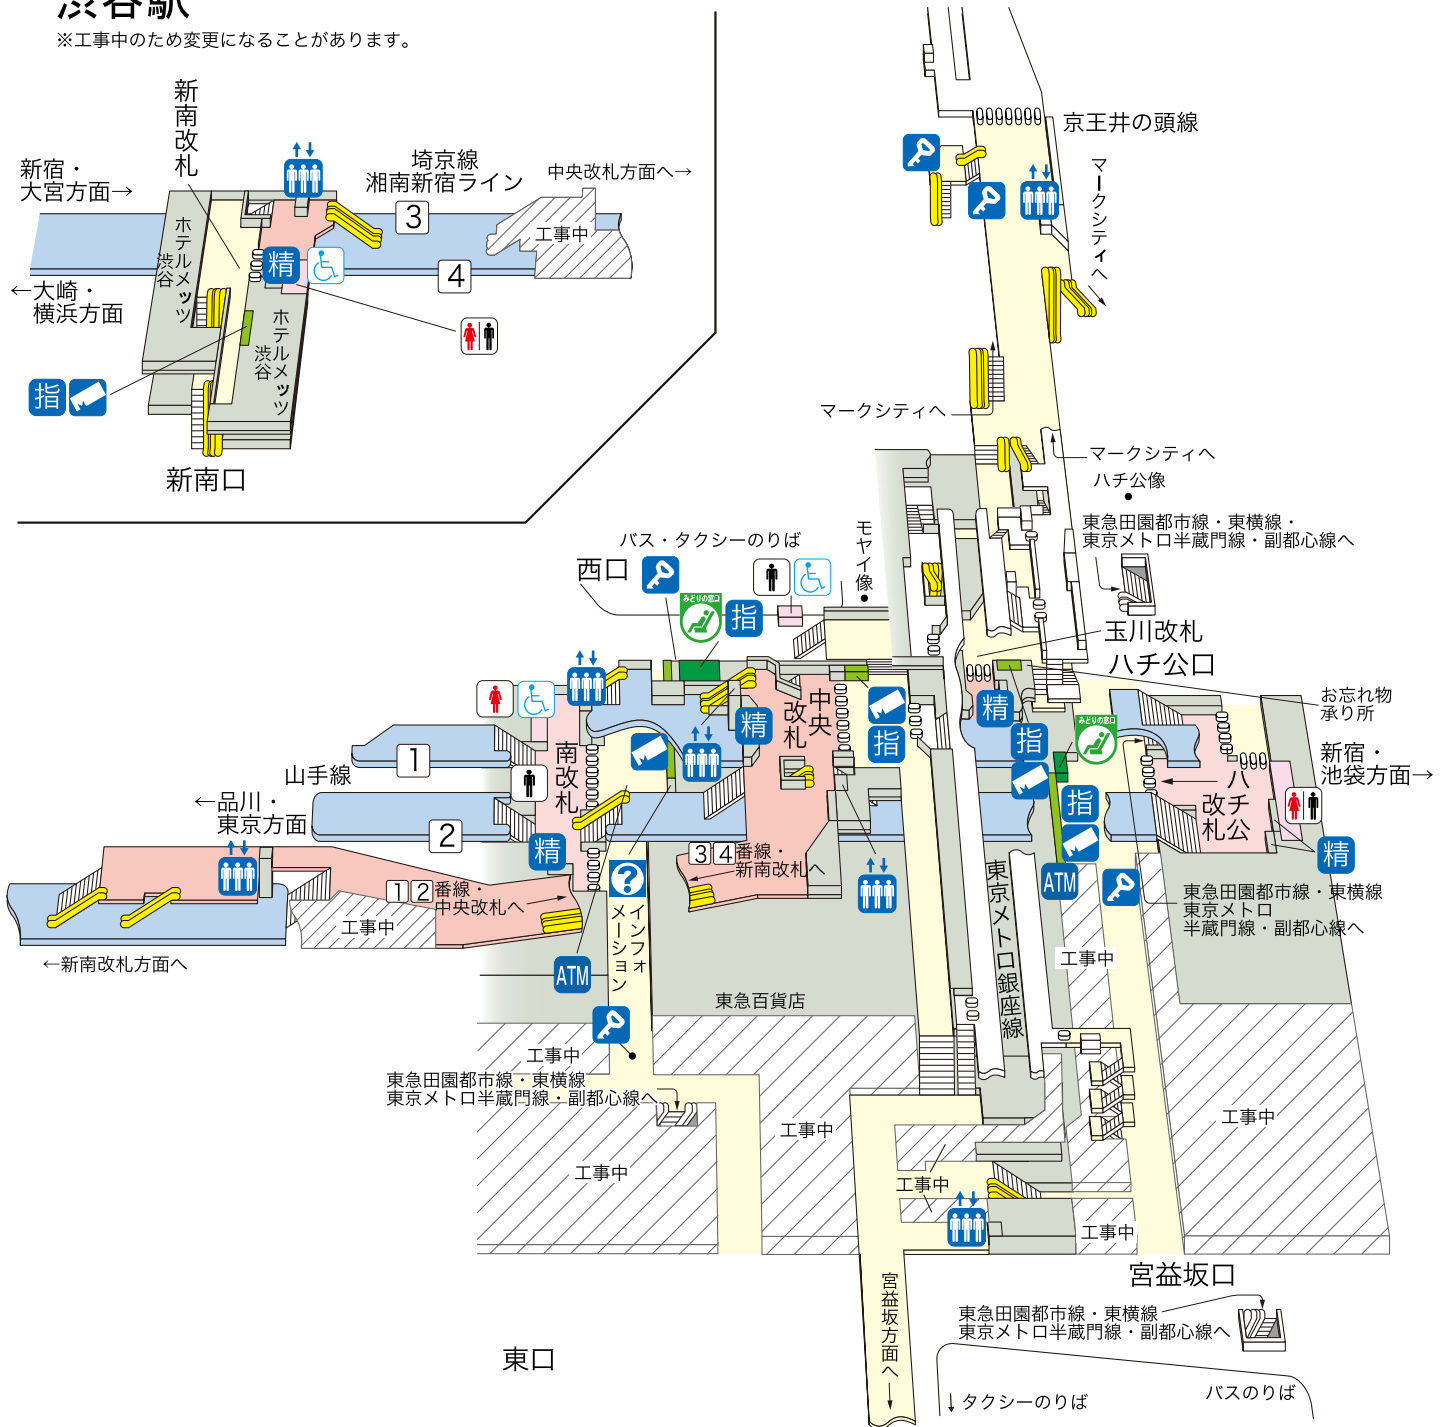 渋谷駅
※工事中のため変更になることがあります。
新南改札
新宿・
大宮方面→
埼京線
湘南新宿ライン
中央改札方面へ→
3
工事中
4
精
←大崎・
横浜方面
ホテルメッツ
渋谷
ホテルメッツ
渋谷
指
新南口
京王井の頭線
マークシティへ
マークシティへ
マークシティへ
ハチ公像
東急田園都市線・東横線・
東京メトロ半蔵門線・副都心線へ
バス・タクシーのりば
モヤイ像
西口
みどりの窓口
指
玉川改札
ハチ公口
お忘れ物
承り所
新宿・
池袋方面→
中央
改札
精
指
精
指
みどりの窓口
指
ハチ公
改札
精
ATM
南改札
精
1
山手線
2
←品川・
東京方面
3 4 番線・
新南改札へ
1 2 番線・
中央改札へ
工事中
←新南改札方面へ
?
インフォ
メーション
ATM
東急百貨店
東京メトロ銀座線
東急田園都市線・東横線
東京メトロ
半蔵門線・副都心線へ
工事中
工事中
東急田園都市線・東横線
東京メトロ半蔵門線・副都心線へ
工事中
工事中
工事中
工事中
工事中
宮益坂口
宮益坂方面へ
東急田園都市線・東横線
東京メトロ半蔵門線・副都心線へ
東口
↓タクシーのりば
バスのりば